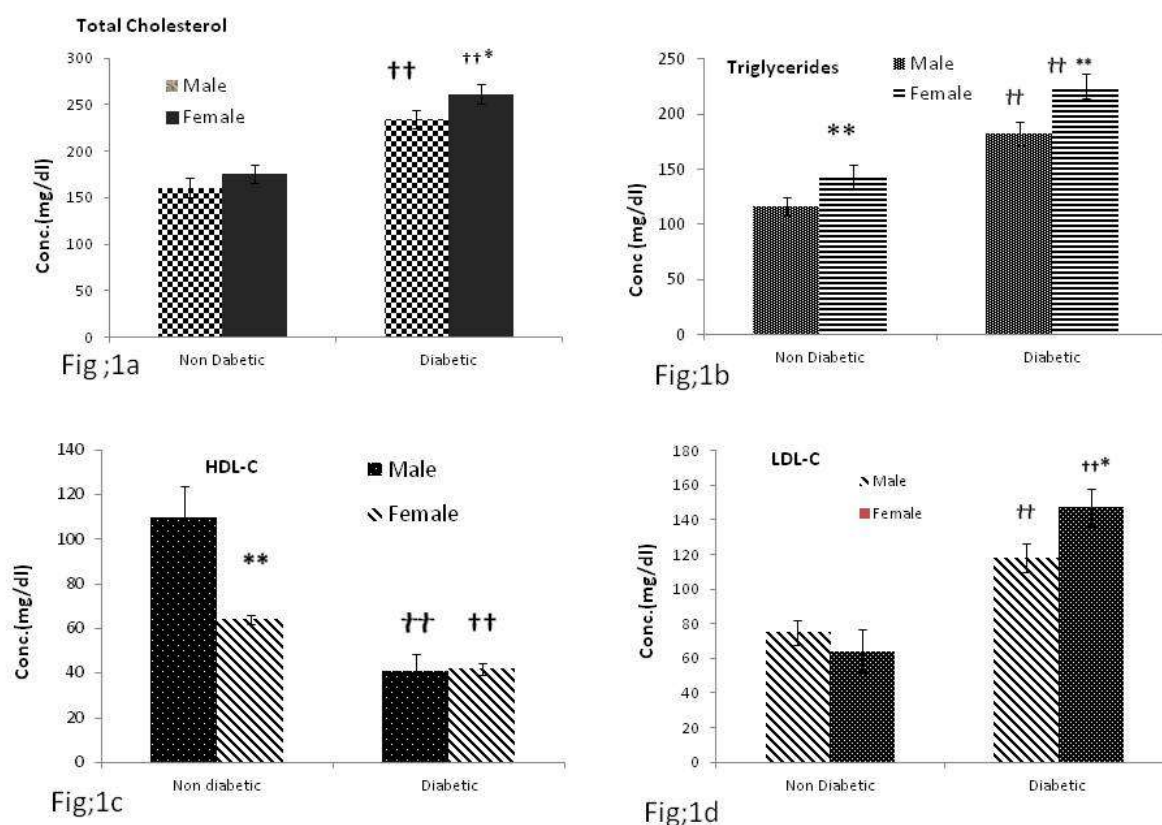 Total Cholesterol
300
250
200
150
100
50
0
Conc.(mg/dl)
Male
Female
††
††*
Non Dabetic
Diabetic
Fig ;1a
Triglycerides
250
200
150
100
50
0
Conc (mg/dl)
Male
Female
**
††
†† **
Non Diabetic
Diabetic
Fig;1b
HDL-C
140
120
100
80
60
40
20
0
Conc.(mg/dl)
Male
Female
**
††
††
Non diabetic
Diabetic
Fig;1c
LDL-C
180
160
140
120
100
80
60
40
20
0
Conc.(mg/dl)
Male
Female
††
††*
Non Diabetic
Diabetic
Fig;1d